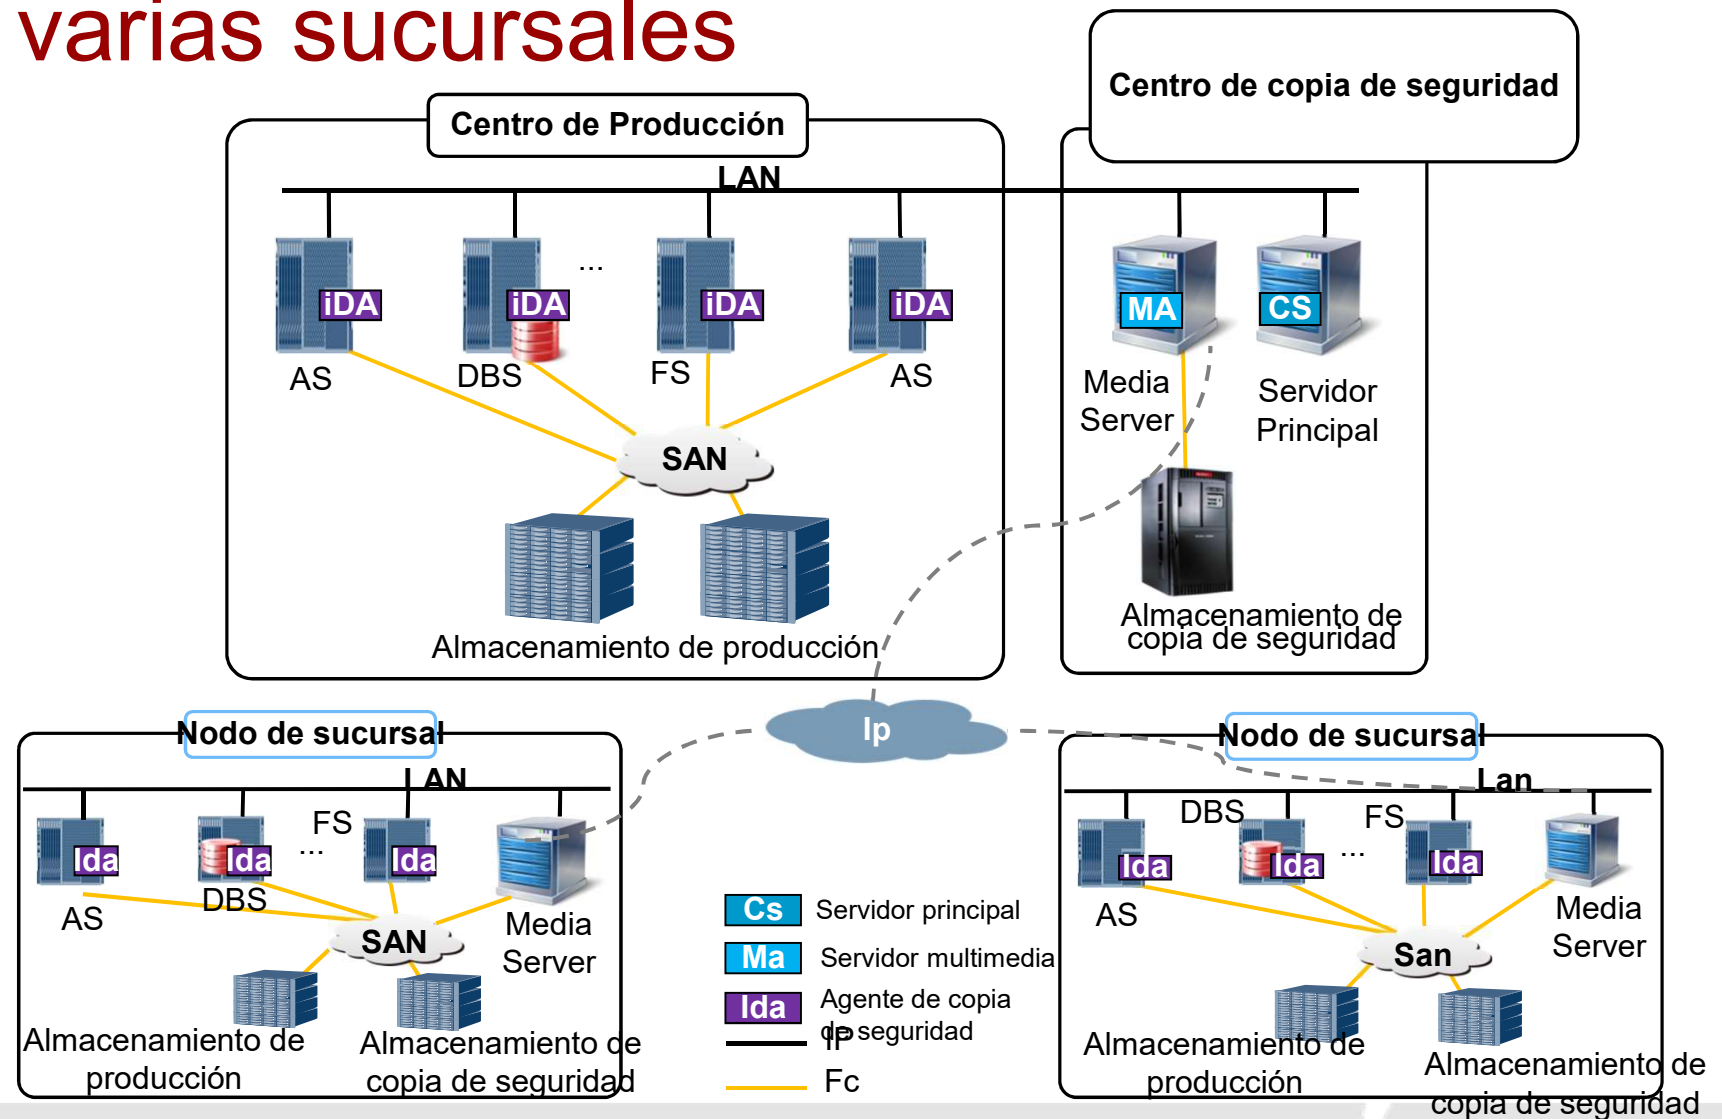 varias sucursales
Centro de copia de seguridad
Centro de Producción
LAN
...
iDA
iDA
iDA
iDA
MA
CS
AS
DBS
FS
AS
Media
Server
Servidor
Principal
SAN
Almacenamiento de producción
Almacenamiento de
copia de seguridad
Ip
Nodo de sucursal
LAN
FS
...
Ida
Ida
Ida
AS
DBS
SAN
Media
Server
Almacenamiento de
producción
Almacenamiento de
copia de seguridad
Cs
Servidor principal
Ma
Servidor multimedia
Ida
Agente de copia
de seguridad
IP
Fc
Nodo de sucursal
Lan
DBS
FS
...
Ida
Ida
Ida
AS
San
Media
Server
Almacenamiento de
producción
Almacenamiento de
copia de seguridad